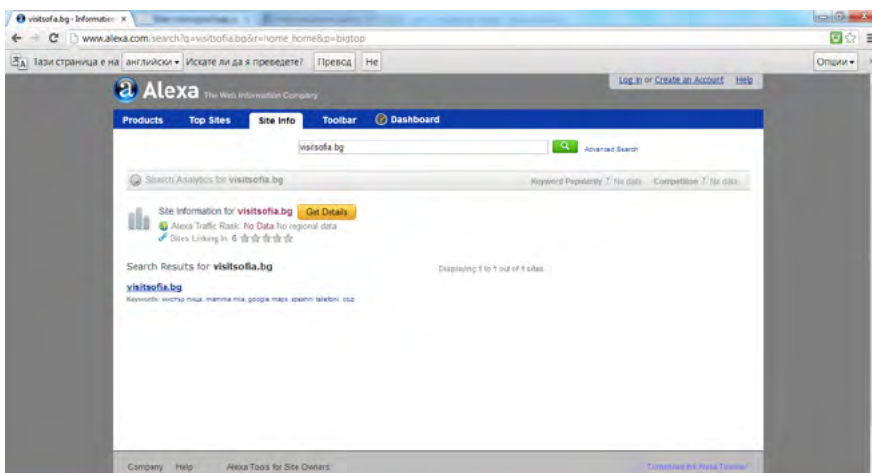 visitsofia.bg - Informatio
www.alexa.com/search?q=visitsofia.bg&r=home_home&p=bigtop
Тази страница е на английски Искате ли да я преведете? Превод Не Опции
Alexa The Web Information Company
Log in or Create an Account Help
Products Top Sites Site Info Toolbar Dashboard
visitsofia.bg Advanced Search
Search Analytics for visitsofia.bg Keyword Popularity ? No data Competition ? No data
Site Information for visitsofia.bg Get Details
Alexa Traffic Rank: No Data No regional data
Sites Linking In: 6
Search Results for visitsofia.bg Displaying 1 to 1 out of 1 sites.
visitsofia.bg
Keywords: mamma mia, google maps,
Company Help Alexa Tools for Site Owners Download the Alexa Toolbar